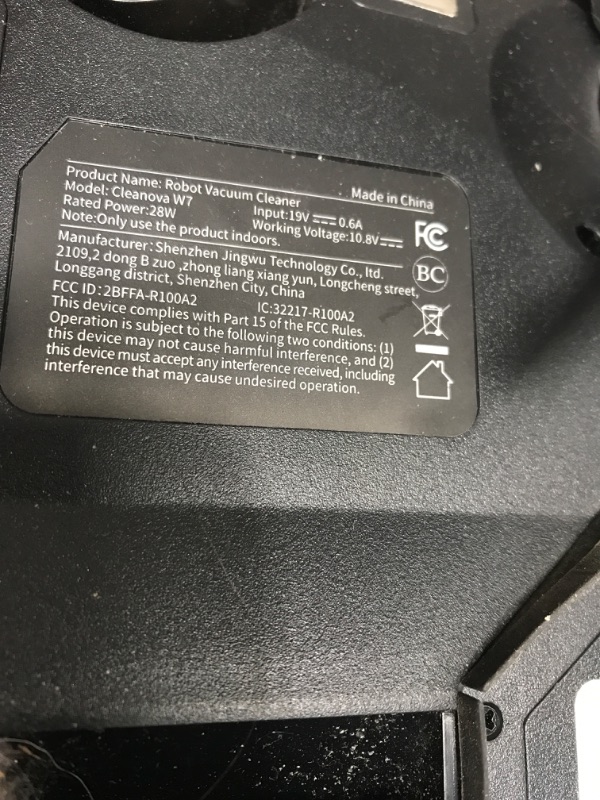 Product Name: Robot Vacuum Cleaner
Made in China
Model: Cleanova W7
Rated Power:28W
Input:19V 0.6A
Working Voltage:10.8V
Note:Only use the product indoors.
Manufacturer: Shenzhen Jingwu Technology Co., ltd.
2109,2 dong B zuo ,zhong liang xiang yun, Longcheng street,
Longgang district, Shenzhen City, China
FCC ID:2BFFA-R100A2
IC:32217-R100A2
This device complies with Part 15 of the FCC Rules.
Operation is subject to the following two conditions: (1)
this device may not cause harmful interference, and (2)
this device must accept any interference received, including
interference that may cause undesired operation.
FC
BC